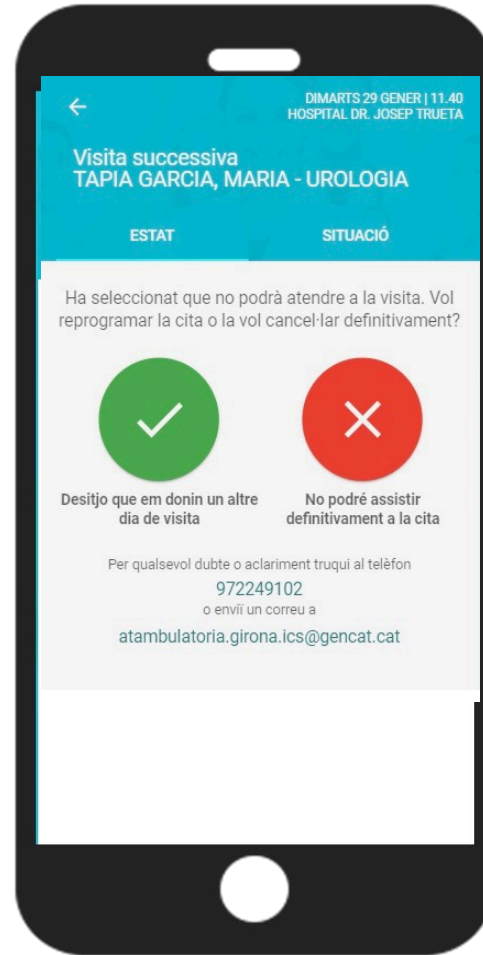 DIMARTS 29 GENER | 11.40
HOSPITAL DR. JOSEP TRUETA
Visita successiva
TAPIA GARCIA, MARIA - UROLOGIA
ESTAT
SITUACIÓ
Ha seleccionat que no podrà atendre a la visita. Vol
reprogramar la cita o la vol cancel·lar definitivament?
Desitjo que em donin un altre
dia de visita
No podré assistir
definitivament a la cita
Per qualsevol dubte o aclariment truqui al telèfon
972249102
o enviï un correu a
atambulatoria.girona.ics@gencat.cat